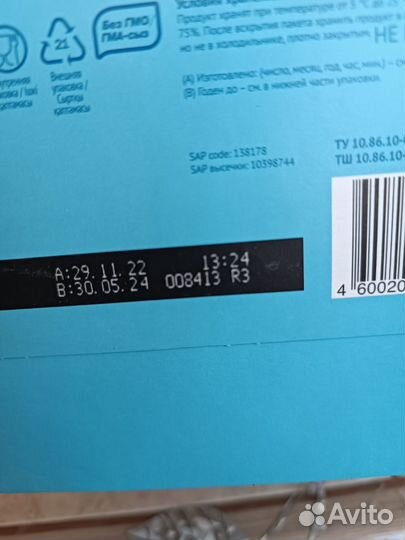 Без ГМО/
ГМА-сыз
Продукт хранят при температуре от
75%. После вскрытия пакета хранить продукт в
но не в холодильнике, плотно закрытым. НЕ
21
Внешняя
упаковка /
Сыртқы
қаптамасы
қаптамасы
(A) Изготовлено: (число, месяц, год, час, мин.) – см.
(B) Годен до – см. в нижней части упаковки.
SAP code: 138178
SAP высечки: 10398744
ТУ 10.86.10-
ТШ 10.86.10-
A:29.11.22 13:24
B:30.05.24 008413 R3
4 60020
Avito